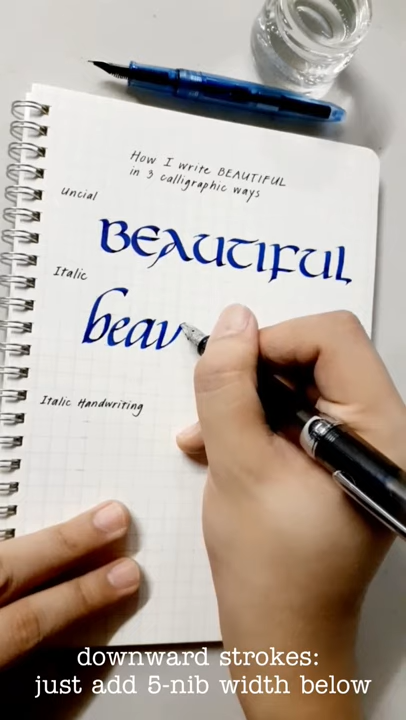 How I write BEAUTIFUL
in 3 calligraphic ways
Uncial
BEAUTIFUL
Italic
beau
Italic Handwriting
downward strokes:
just add 5-nib width below